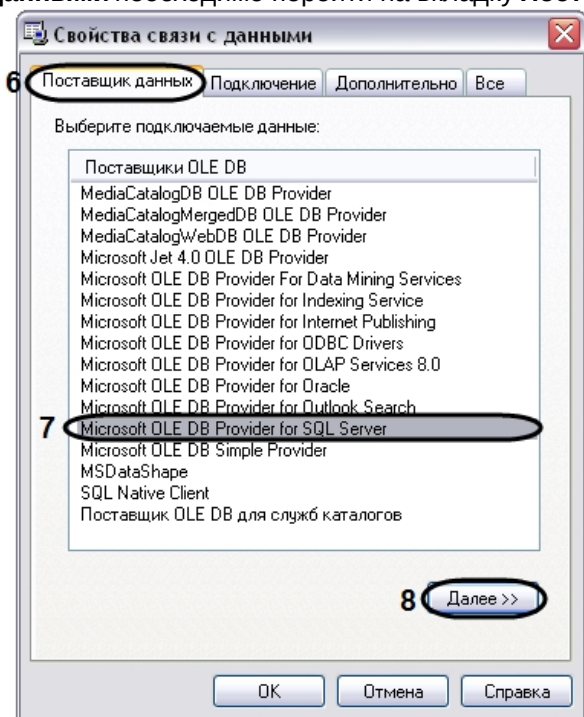 необходимо перейти на вкладку
Свойства связи с данными
6 Поставщик данных Подключение Дополнительно Все
Выберите подключаемые данные:
Поставщики OLE DB
MediaCatalogDB OLE DB Provider
MediaCatalogMergedDB OLE DB Provider
MediaCatalogWebDB OLE DB Provider
Microsoft Jet 4.0 OLE DB Provider
Microsoft OLE DB Provider For Data Mining Services
Microsoft OLE DB Provider for Indexing Service
Microsoft OLE DB Provider for Internet Publishing
Microsoft OLE DB Provider for ODBC Drivers
Microsoft OLE DB Provider for OLAP Services 8.0
Microsoft OLE DB Provider for Oracle
Microsoft OLE DB Provider for Outlook Search
7 Microsoft OLE DB Provider for SQL Server
Microsoft OLE DB Simple Provider
MSDataShape
SQL Native Client
Поставщик OLE DB для служб каталогов
8 Далее >>
OK Отмена Справка